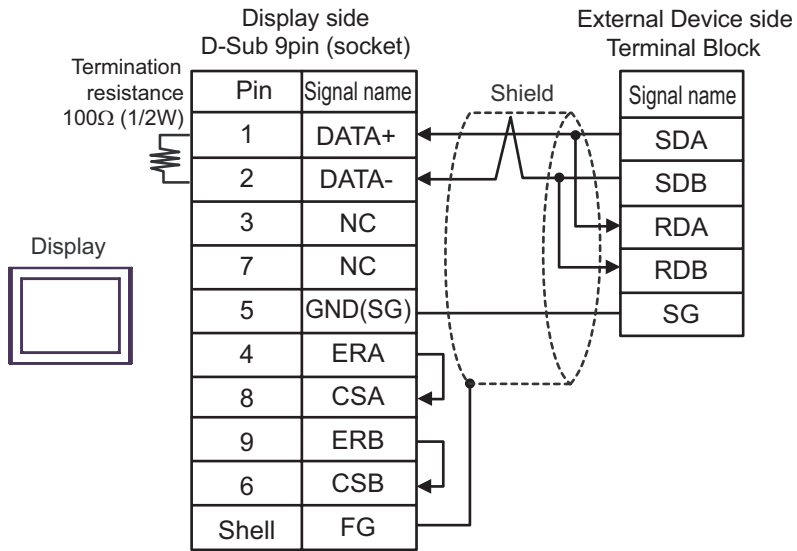 Display side
D-Sub 9pin (socket)
External Device side
Terminal Block
Termination
resistance
100Ω (1/2W)
Display
Shield
Pin Signal name
1 DATA+
2 DATA-
3 NC
7 NC
5 GND(SG)
4 ERA
8 CSA
9 ERB
6 CSB
Shell FG
Signal name
SDA
SDB
RDA
RDB
SG